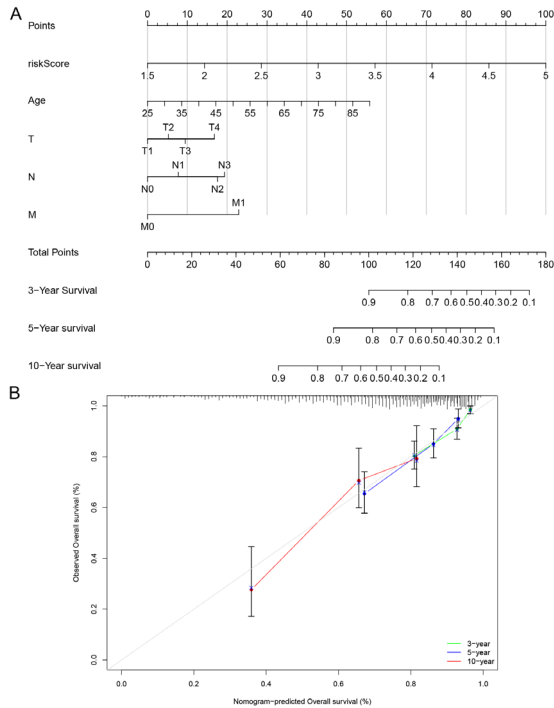 A
Points
0 10 20 30 40 50 60 70 80 90 100
riskScore
1.5 2 2.5 3 3.5 4 4.5 5
Age
25 35 45 55 65 75 85
T2 T4
T
T1 T3
N1 N3
N
N0 N2
M1
M
M0
Total Points
0 20 40 60 80 100 120 140 160 180
3-Year Survival
0.9 0.8 0.7 0.6 0.5 0.4 0.3 0.2 0.1
5-Year survival
0.9 0.8 0.7 0.6 0.5 0.4 0.3 0.2 0.1
10-Year survival
0.9 0.8 0.7 0.6 0.5 0.4 0.3 0.2 0.1
B
Observed Overall survival (%)
1.0
0.8
0.6
0.4
0.2
0.0
3-year
5-year
10-year
0.0 0.2 0.4 0.6 0.8 1.0
Nomogram-predicted Overall survival (%)